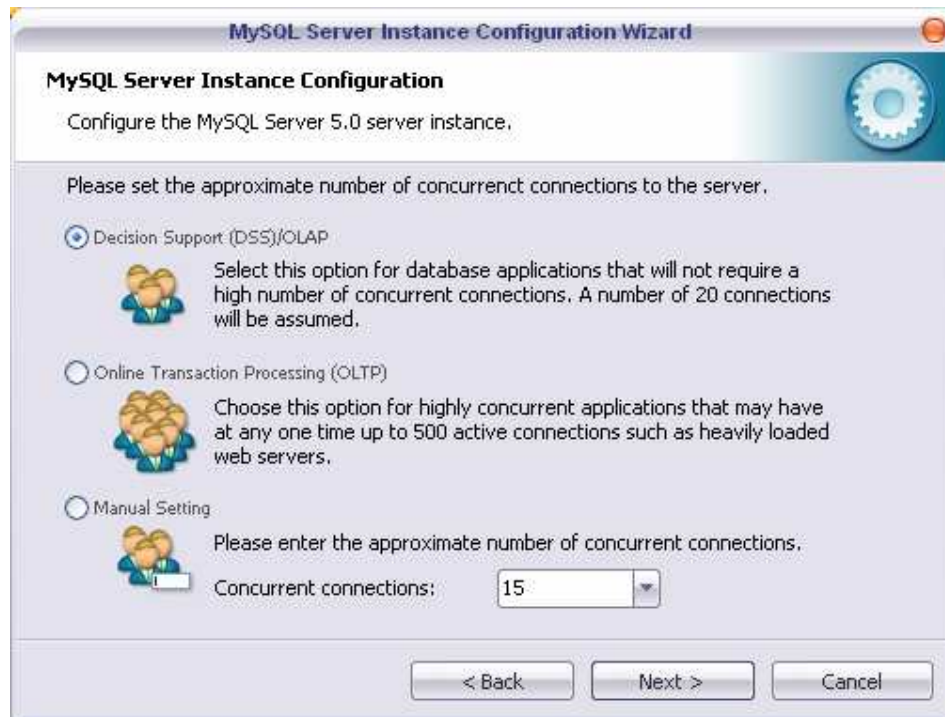 MySQL Server Instance Configuration Wizard
MySQL Server Instance Configuration
Configure the MySQL Server 5.0 server instance.
Please set the approximate number of concurrenct connections to the server.
Decision Support (DSS)/OLAP
Select this option for database applications that will not require a
high number of concurrent connections. A number of 20 connections
will be assumed.
Online Transaction Processing (OLTP)
Choose this option for highly concurrent applications that may have
at any one time up to 500 active connections such as heavily loaded
web servers.
Manual Setting
Please enter the approximate number of concurrent connections.
Concurrent connections: 15
< Back Next > Cancel